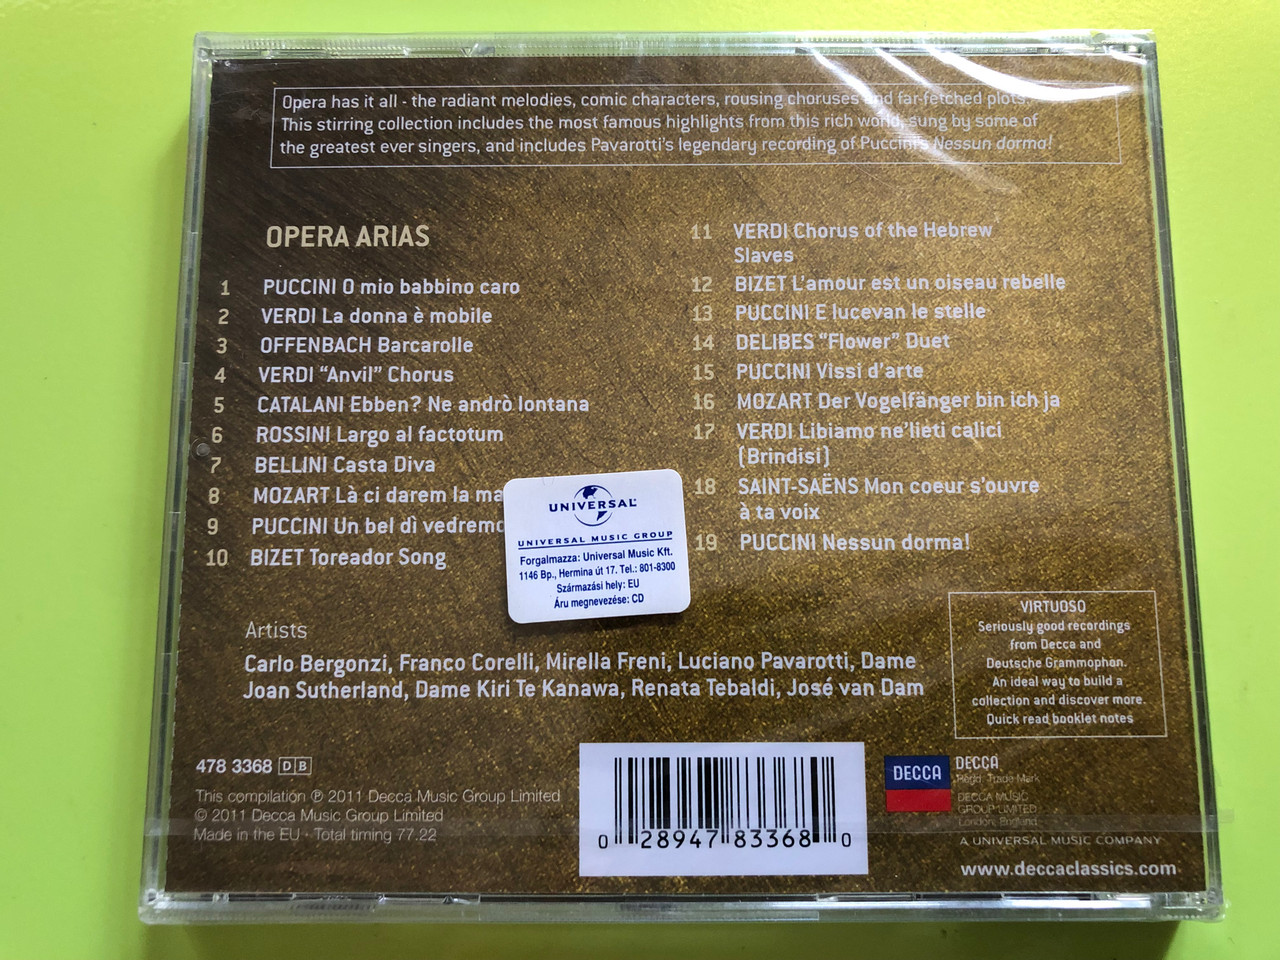 Opera has it all - the radiant melodies, comic characters, rousing choruses and far-fetched plots.
This stirring collection includes the most famous highlights from this rich world, sung by some of
the greatest ever singers, and includes Pavarotti's legendary recording of Puccini's Nessun dorma!
OPERA ARIAS
1 PUCCINI O mio babbino caro
2 VERDI La donna è mobile
3 OFFENBACH Barcarolle
4 VERDI “Anvil” Chorus
5 CATALANI Ebben? Ne andrò lontana
6 ROSSINI Largo al factotum
7 BELLINI Casta Diva
8 MOZART Là ci darem la ma
9 PUCCINI Un bel dì vedremo
10 BIZET Toreador Song
11 VERDI Chorus of the Hebrew
Slaves
12 BIZET L'amour est un oiseau rebelle
13 PUCCINI E lucevan le stelle
14 DELIBES “Flower” Duet
15 PUCCINI Vissi d'arte
16 MOZART Der Vogelfänger bin ich ja
17 VERDI Libiamo ne'lieti calici
(Brindisi)
18 SAINT-SAËNS Mon coeur s'ouvre
à ta voix
19 PUCCINI Nessun dorma!
UNIVERSAL
UNIVERSAL MUSIC GROUP
Forgalmazza: Universal Music Kft.
1146 Bp., Hermina út 17. Tel.: 801-8300
Származási hely: EU
Áru megnevezése: CD
Artists
Carlo Bergonzi, Franco Corelli, Mirella Freni, Luciano Pavarotti, Dame
Joan Sutherland, Dame Kiri Te Kanawa, Renata Tebaldi, José van Dam
VIRTUOSO
Seriously good recordings
from Decca and
Deutsche Grammophon.
An ideal way to build a
collection and discover more.
Quick read booklet notes
478 3368 DB
This compilation ℗ 2011 Decca Music Group Limited
© 2011 Decca Music Group Limited
Made in the EU · Total timing 77.22
0 28947 83368 0
DECCA
DECCA
Regd. Trade Mark
DECCA MUSIC
GROUP LIMITED
London, England
A UNIVERSAL MUSIC COMPANY
www.deccaclassics.com